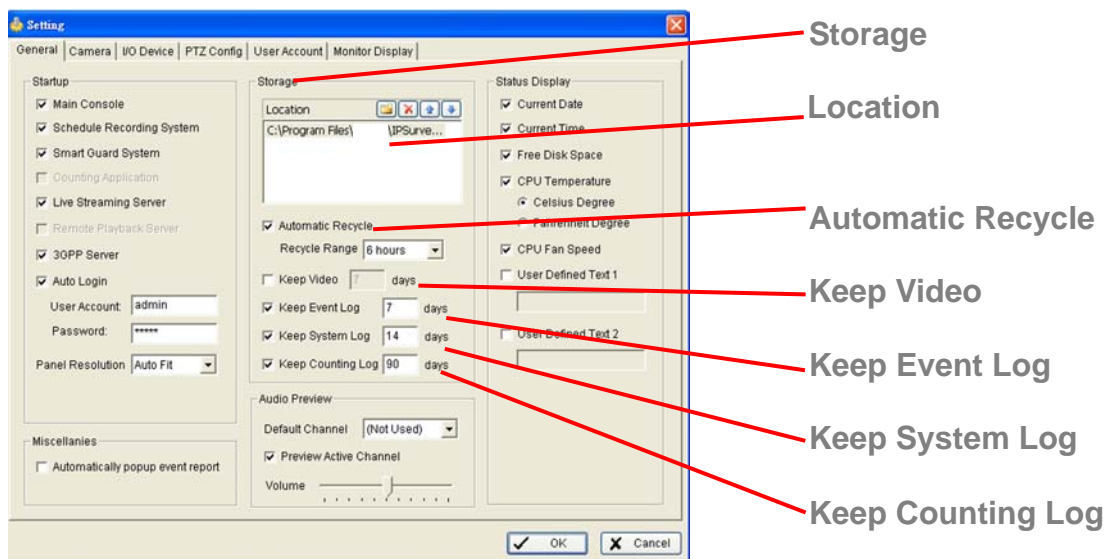 Setting
General Camera I/O Device PTZ Config User Account Monitor Display
Startup
Main Console
Schedule Recording System
Smart Guard System
Counting Application
Live Streaming Server
Remote Playback Server
3GPP Server
Auto Login
User Account: admin
Password: *****
Panel Resolution Auto Fit
Miscellanies
Automatically popup event report
Storage
Location
C:\Program Files\ \IPSurve...
Automatic Recycle
Recycle Range 6 hours
Keep Video 7 days
Keep Event Log 7 days
Keep System Log 14 days
Keep Counting Log 90 days
Audio Preview
Default Channel (Not Used)
Preview Active Channel
Volume
Status Display
Current Date
Current Time
Free Disk Space
CPU Temperature
Celsius Degree
Fahrenheit Degree
CPU Fan Speed
User Defined Text 1
User Defined Text 2
OK Cancel
Storage
Location
Automatic Recycle
Keep Video
Keep Event Log
Keep System Log
Keep Counting Log